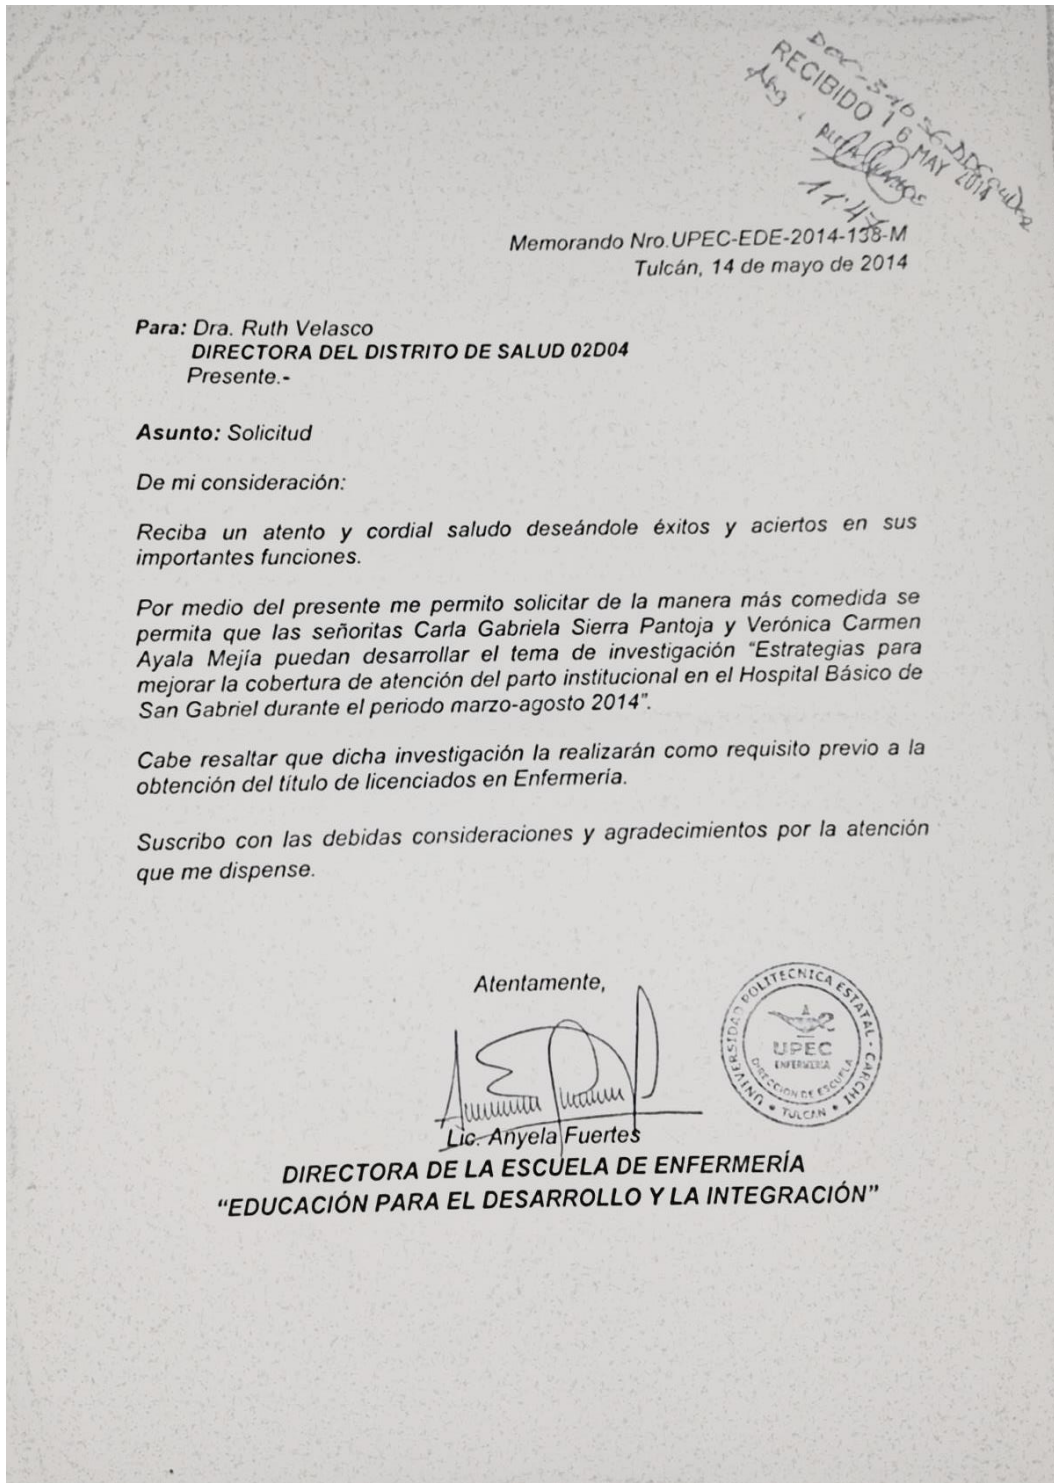 RECIBIDO 16 MAY 2014
11:47
Memorando Nro.UPEC-EDE-2014-138-M
Tulcán, 14 de mayo de 2014
Para: Dra. Ruth Velasco
DIRECTORA DEL DISTRITO DE SALUD 02D04
Presente.-
Asunto: Solicitud
De mi consideración:
Reciba un atento y cordial saludo deseándole éxitos y aciertos en sus
importantes funciones.
Por medio del presente me permito solicitar de la manera más comedida se
permita que las señoritas Carla Gabriela Sierra Pantoja y Verónica Carmen
Ayala Mejía puedan desarrollar el tema de investigación “Estrategias para
mejorar la cobertura de atención del parto institucional en el Hospital Básico de
San Gabriel durante el periodo marzo-agosto 2014”.
Cabe resaltar que dicha investigación la realizarán como requisito previo a la
obtención del título de licenciados en Enfermería.
Suscribo con las debidas consideraciones y agradecimientos por la atención
que me dispense.
Atentamente,
UNIVERSIDAD POLITECNICA ESTATAL - CARCHI
UPEC
ENFERMERIA
DIRECCION DE ESCUELA
TULCAN
Lic. Anyela Fuertes
DIRECTORA DE LA ESCUELA DE ENFERMERÍA
“EDUCACIÓN PARA EL DESARROLLO Y LA INTEGRACIÓN”